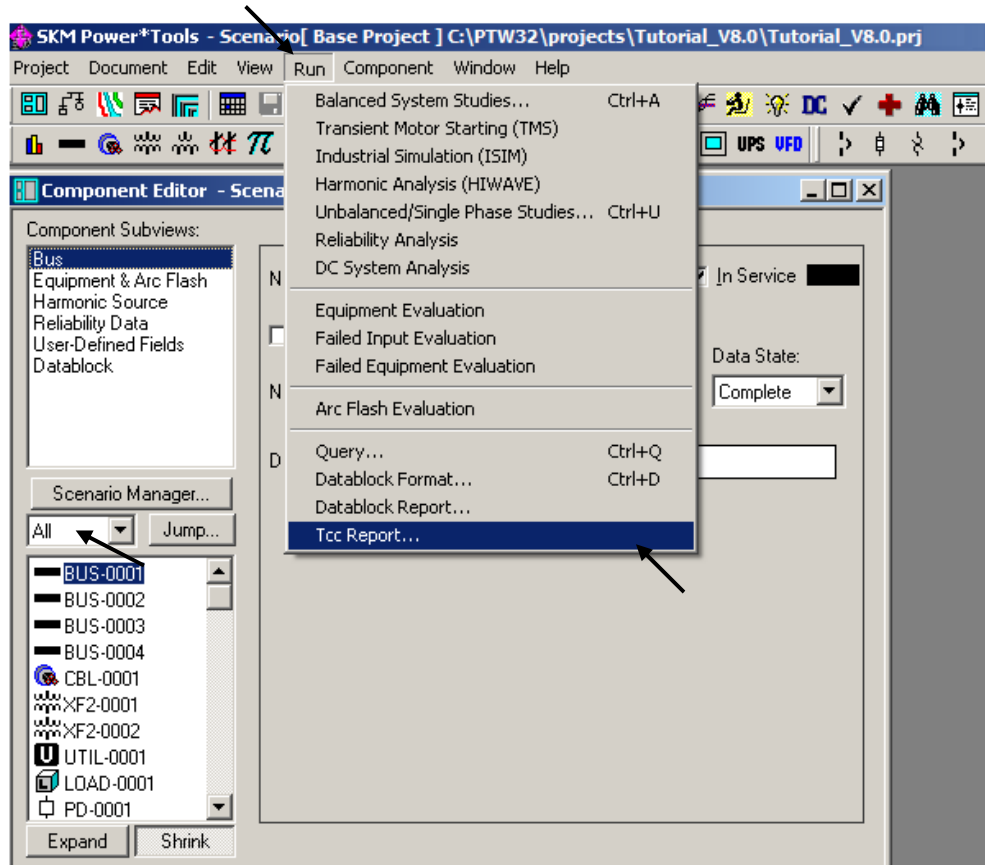 SKM Power*Tools - Scenario[ Base Project ] C:\PTW32\projects\Tutorial_V8.0\Tutorial_V8.0.prj
Project Document Edit View Run Component Window Help
DC
UPS VFD
Component Editor - Scena
Component Subviews:
Bus
Equipment & Arc Flash
Harmonic Source
Reliability Data
User-Defined Fields
Datablock
Scenario Manager...
All Jump...
BUS-0001
BUS-0002
BUS-0003
BUS-0004
CBL-0001
XF2-0001
XF2-0002
U UTIL-0001
LOAD-0001
PD-0001
Expand Shrink
Balanced System Studies... Ctrl+A
Transient Motor Starting (TMS)
Industrial Simulation (ISIM)
Harmonic Analysis (HIWAVE)
Unbalanced/Single Phase Studies... Ctrl+U
Reliability Analysis
DC System Analysis
Equipment Evaluation
Failed Input Evaluation
Failed Equipment Evaluation
Arc Flash Evaluation
Query... Ctrl+Q
Datablock Format... Ctrl+D
Datablock Report...
Tcc Report...
N
N
D
In Service
Data State:
Complete